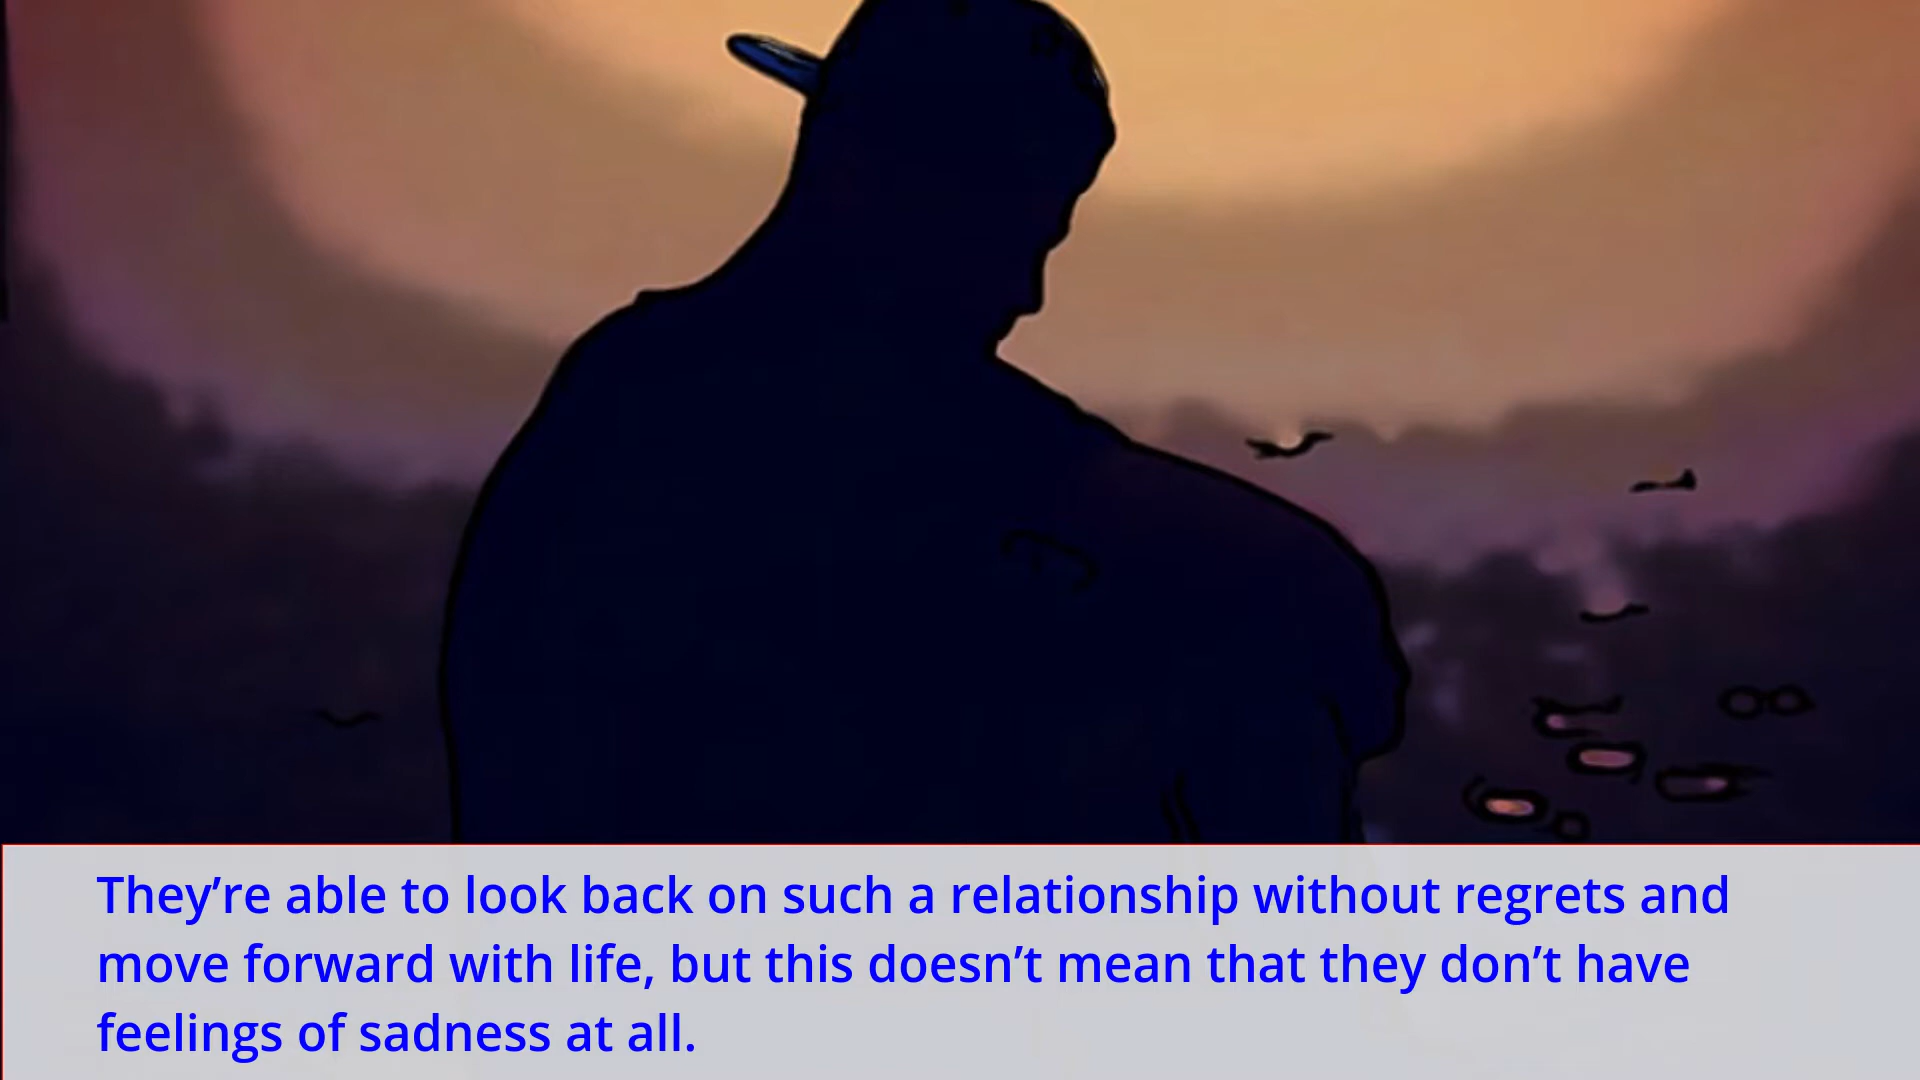 They’re able to look back on such a relationship without regrets and
move forward with life, but this doesn’t mean that they don’t have
feelings of sadness at all.